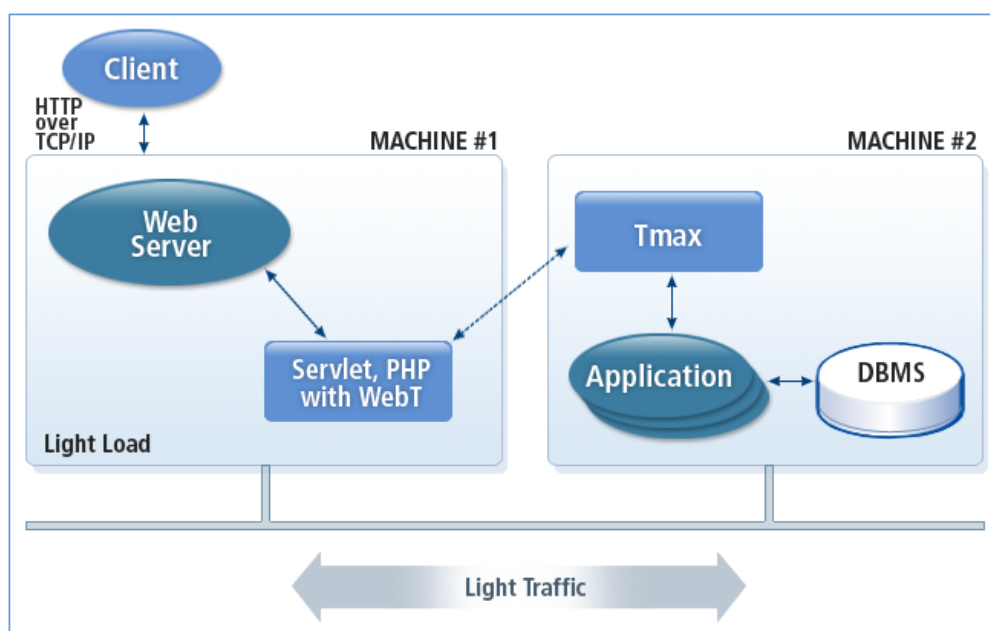 Client
HTTP
over
TCP/IP
MACHINE #1
MACHINE #2
Web
Server
Tmax
Servlet, PHP
with WebT
Application
DBMS
Light Load
Light Traffic